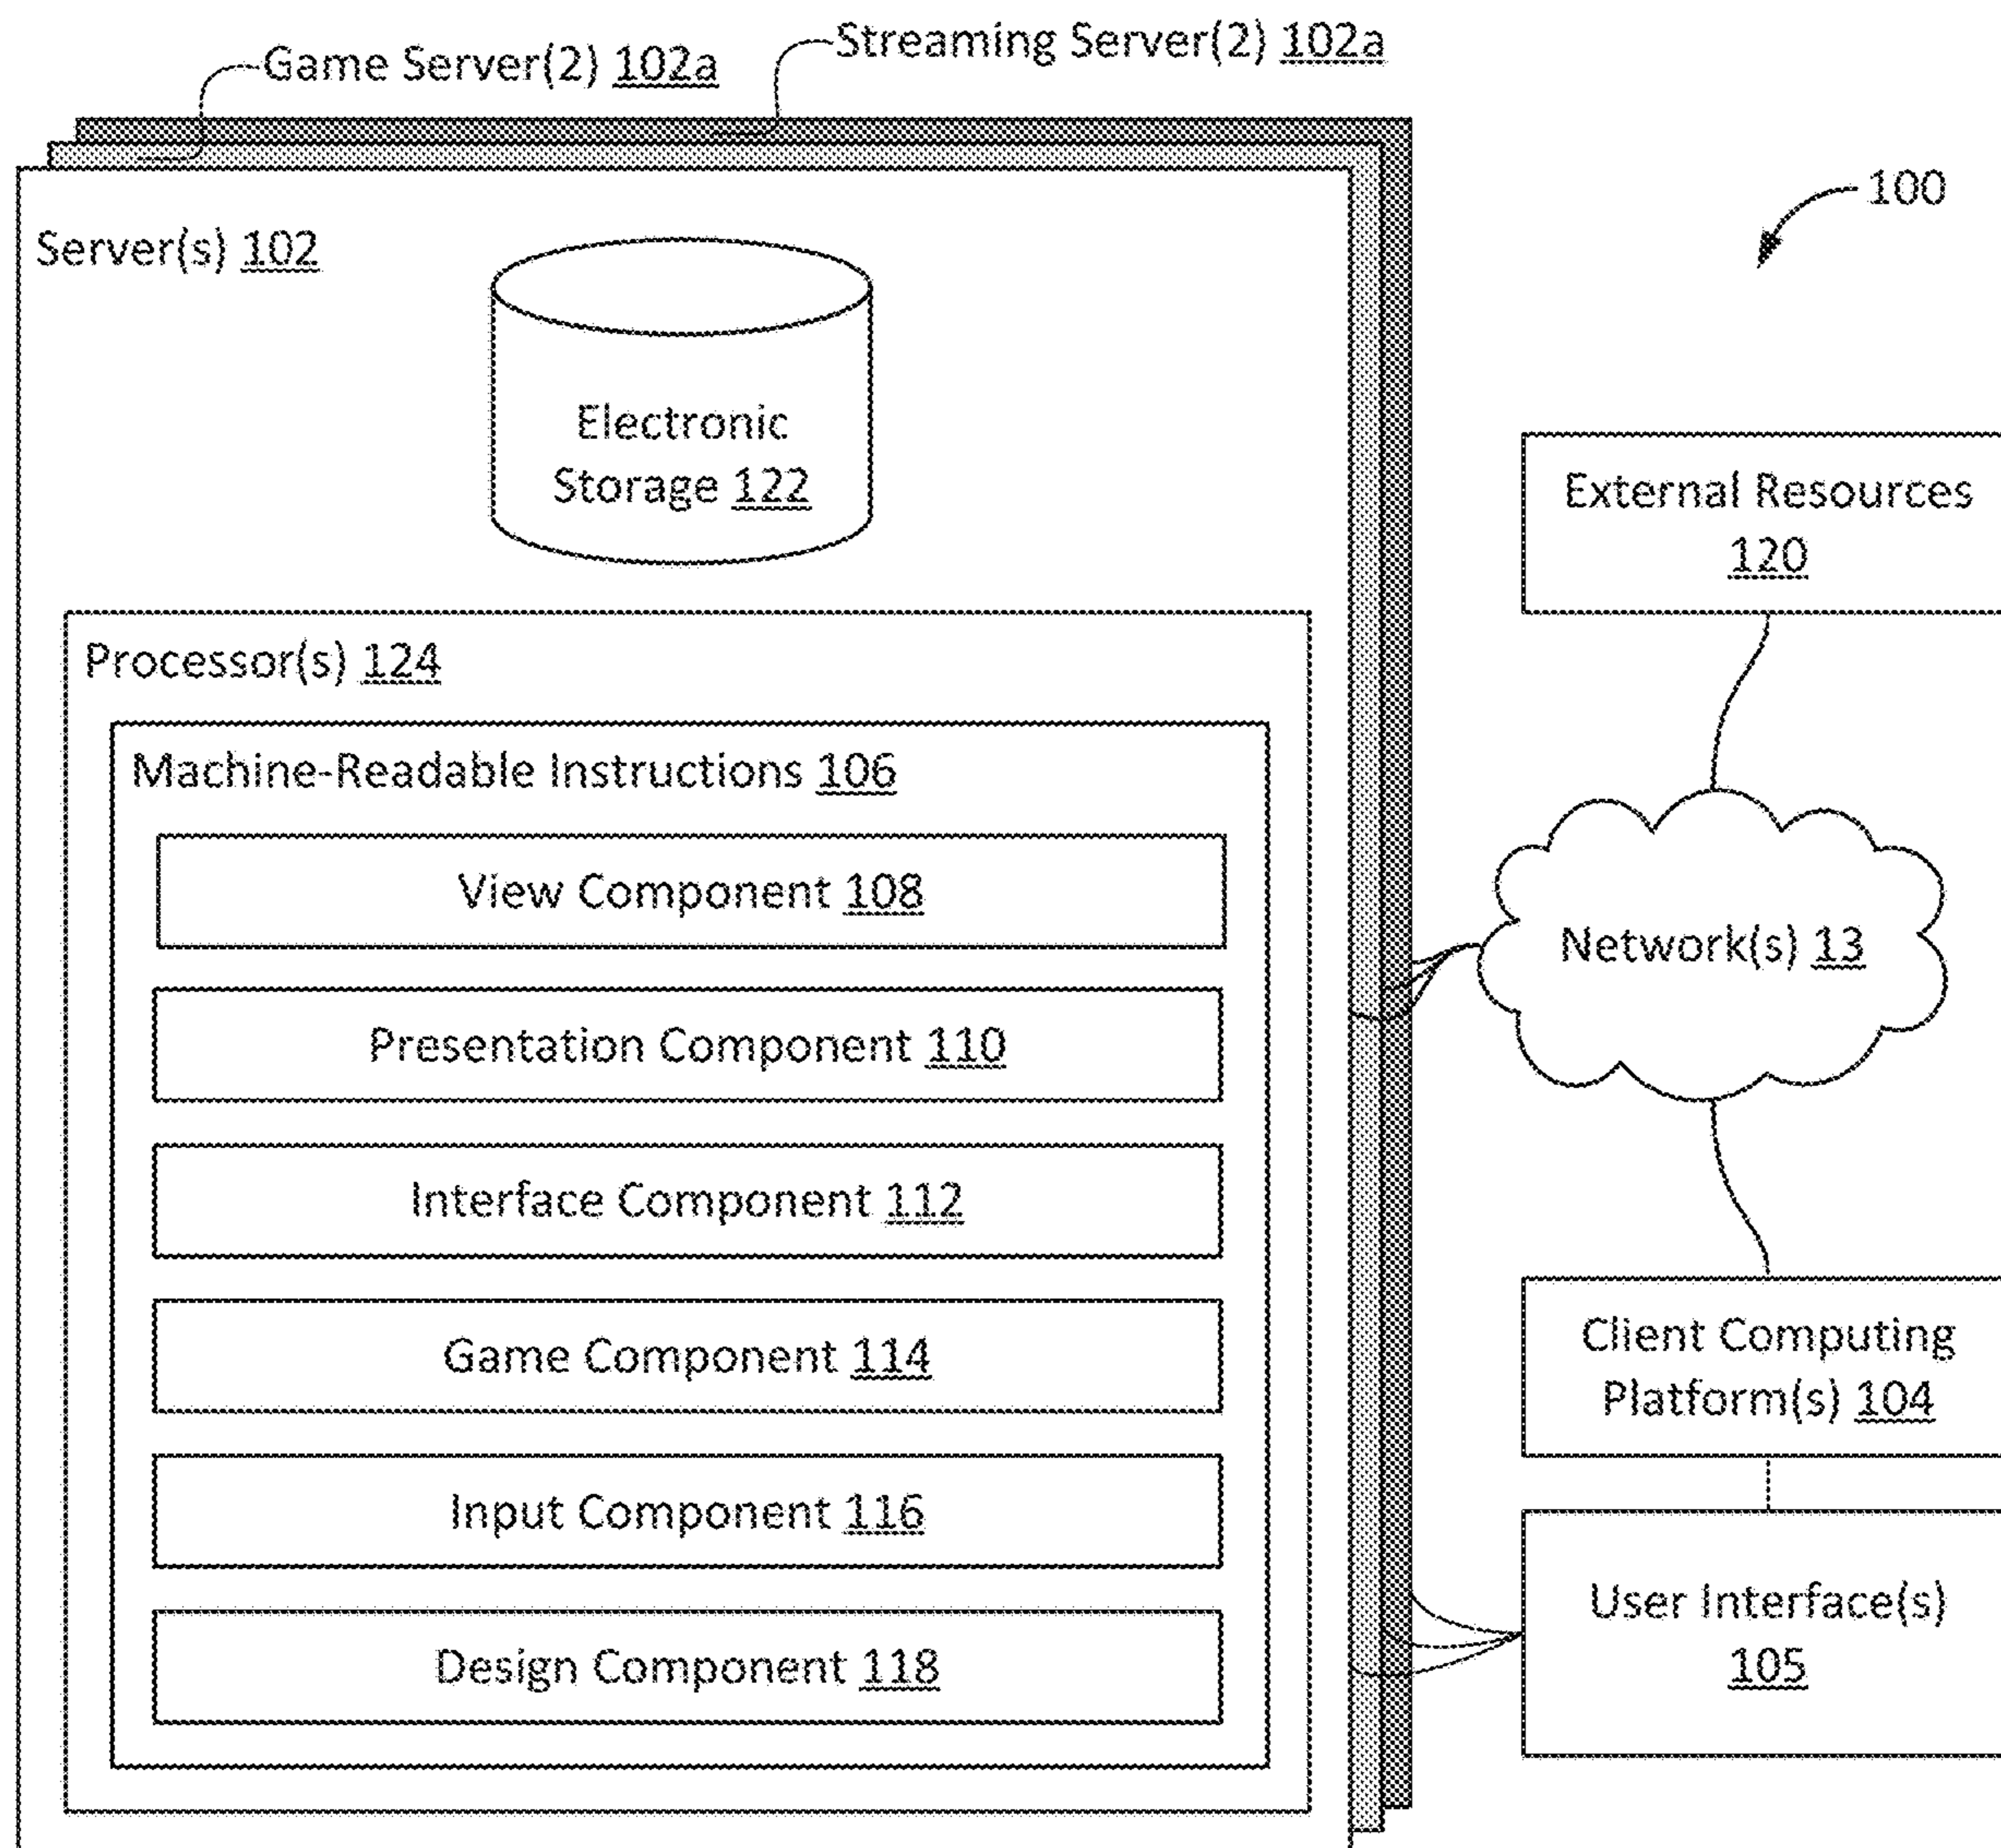 Game Server(2) 102a
Streaming Server(2) 102a
100
Server(s) 102
Electronic
Storage 122
External Resources
120
Processor(s) 124
Machine-Readable Instructions 106
View Component 108
Presentation Component 110
Interface Component 112
Game Component 114
Input Component 116
Design Component 118
Network(s) 13
Client Computing
Platform(s) 104
User Interface(s)
105